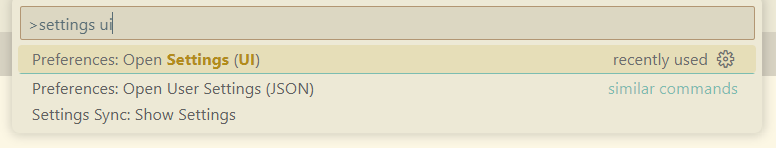 >settings ui
Preferences: Open Settings (UI) recently used
Preferences: Open User Settings (JSON) similar commands
Settings Sync: Show Settings